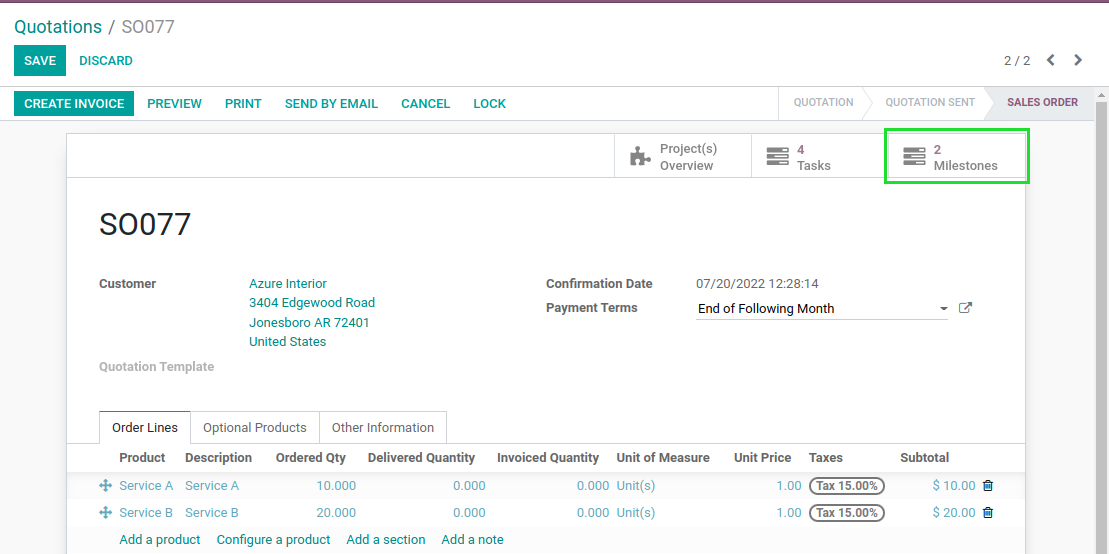 Quotations / SO077
SAVE DISCARD 2 / 2
CREATE INVOICE PREVIEW PRINT SEND BY EMAIL CANCEL LOCK QUOTATION QUOTATION SENT SALES ORDER
Project(s) Overview 4 Tasks 2 Milestones
SO077
Customer Azure Interior Confirmation Date 07/20/2022 12:28:14
3404 Edgewood Road Payment Terms End of Following Month
Jonesboro AR 72401
United States
Quotation Template
Order Lines Optional Products Other Information
Product Description Ordered Qty Delivered Quantity Invoiced Quantity Unit of Measure Unit Price Taxes Subtotal
Service A Service A 10.000 0.000 0.000 Unit(s) 1.00 Tax 15.00% $ 10.00
Service B Service B 20.000 0.000 0.000 Unit(s) 1.00 Tax 15.00% $ 20.00
Add a product Configure a product Add a section Add a note